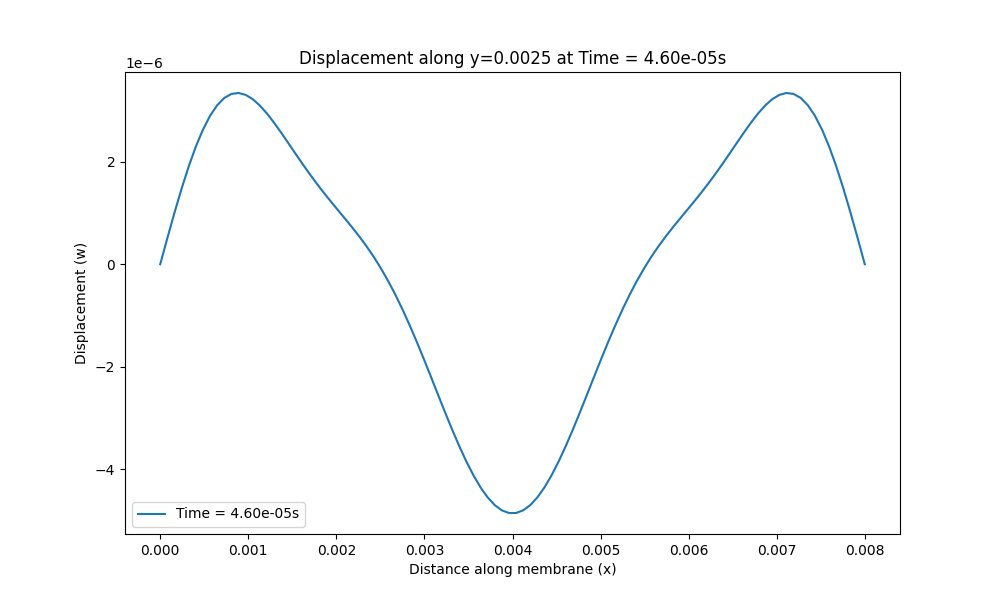 Displacement along y=0.0025 at Time = 4.60e-05s
1e−6
2
0
−2
−4
Displacement (w)
Time = 4.60e-05s
0.000 0.001 0.002 0.003 0.004 0.005 0.006 0.007 0.008
Distance along membrane (x)